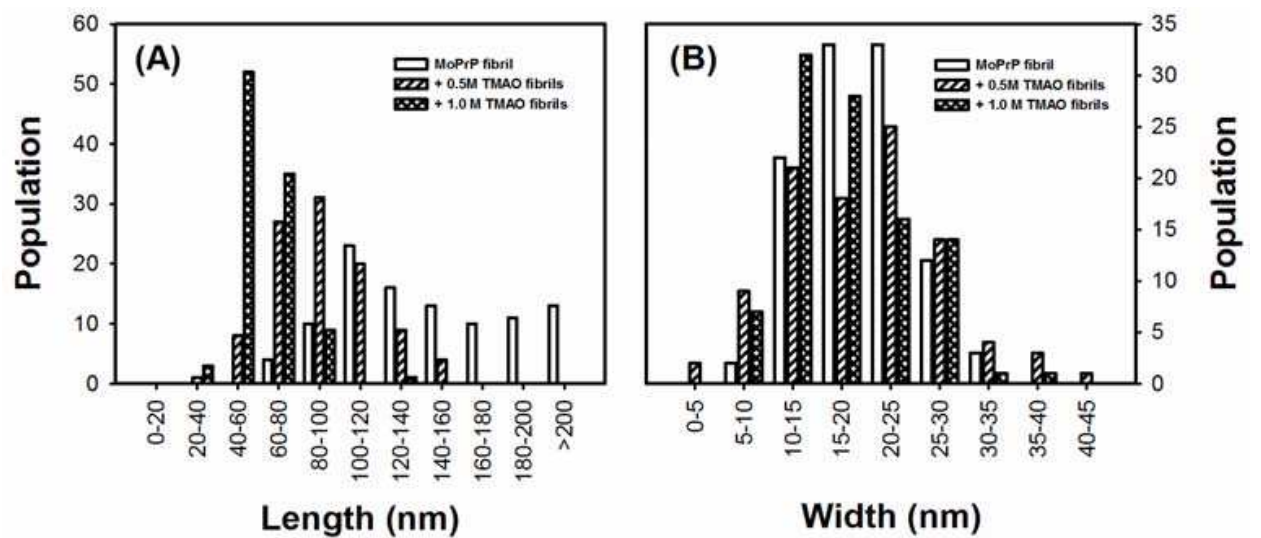 (A)
MoPrP fibril
+ 0.5M TMAO fibrils
+ 1.0 M TMAO fibrils
Population
60
50
40
30
20
10
0
0-20
20-40
40-60
60-80
80-100
100-120
120-140
140-160
160-180
180-200
>200
Length (nm)
(B)
MoPrP fibril
+ 0.5M TMAO fibrils
+ 1.0 M TMAO fibrils
35
30
25
20
15
10
5
0
Population
0-5
5-10
10-15
15-20
20-25
25-30
30-35
35-40
40-45
Width (nm)